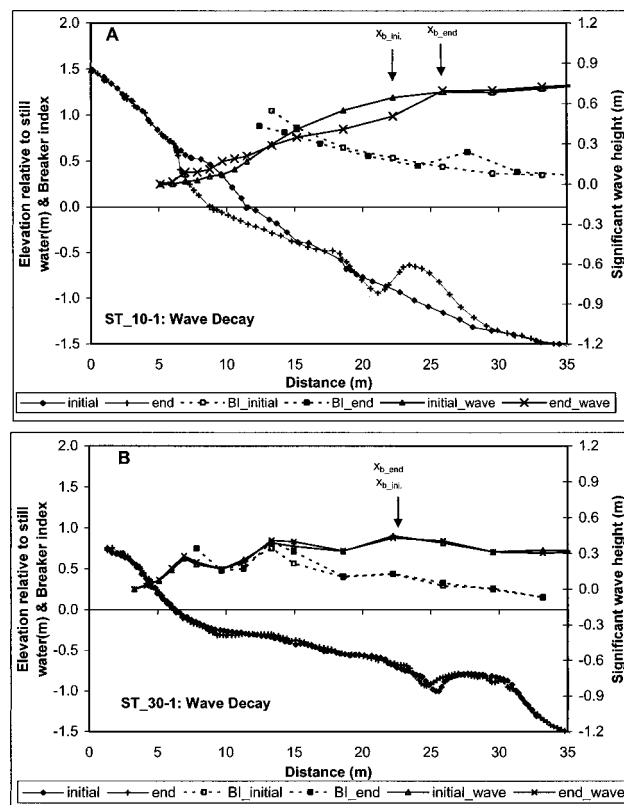 A
x_b_ini.
x_b_end
2.0
1.5
1.0
0.5
0.0
-0.5
-1.0
-1.5
Elevation relative to still
water(m) & Breaker index
1.2
0.9
0.6
0.3
0.0
-0.3
-0.6
-0.9
-1.2
Significant wave height (m)
ST_10-1: Wave Decay
0 5 10 15 20 25 30 35
Distance (m)
initial end BI_initial BI_end initial_wave end_wave
B
x_b_end
x_b_ini.
2.0
1.5
1.0
0.5
0.0
-0.5
-1.0
-1.5
Elevation relative to still
water(m) & Breaker index
1.2
0.9
0.6
0.3
0.0
-0.3
-0.6
-0.9
-1.2
Significant wave height (m)
ST_30-1: Wave Decay
0 5 10 15 20 25 30 35
Distance (m)
initial end BI_initial BI_end initial_wave end_wave